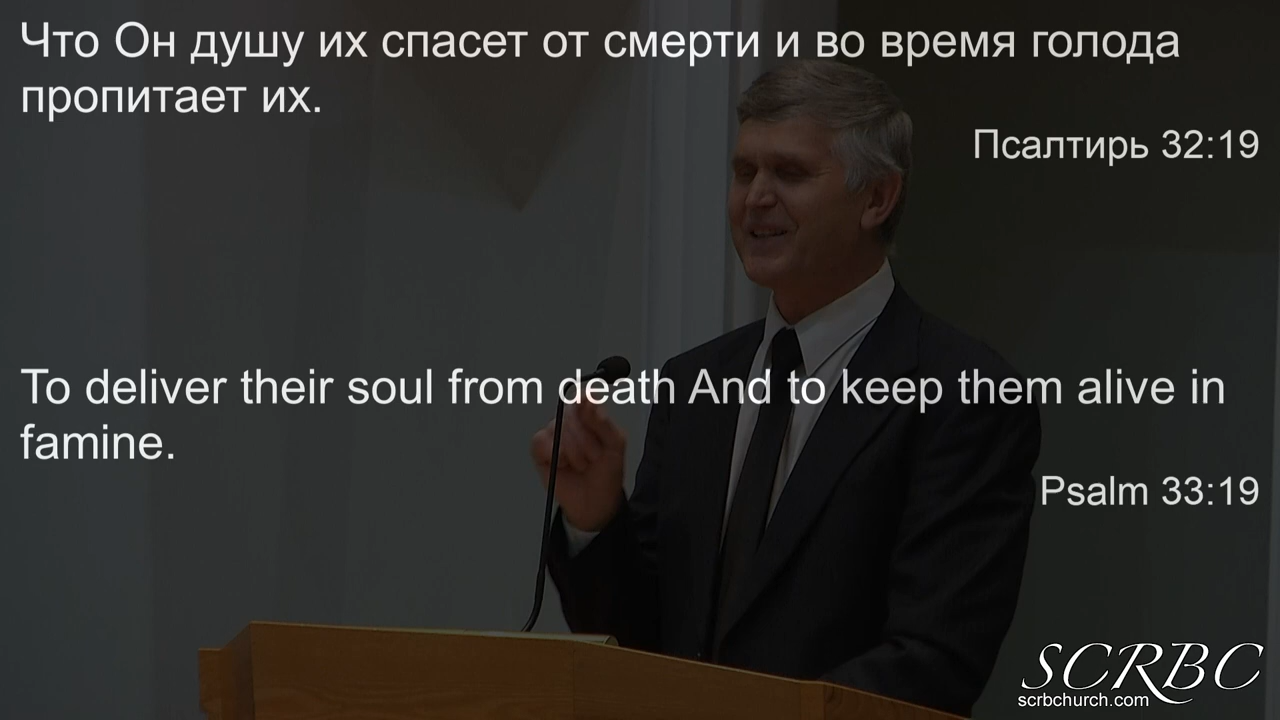 Что Он душу их спасет от смерти и во время голода
пропитает их.
Псалтирь 32:19
To deliver their soul from death And to keep them alive in
famine.
Psalm 33:19
SCRBC
scrbchurch.com